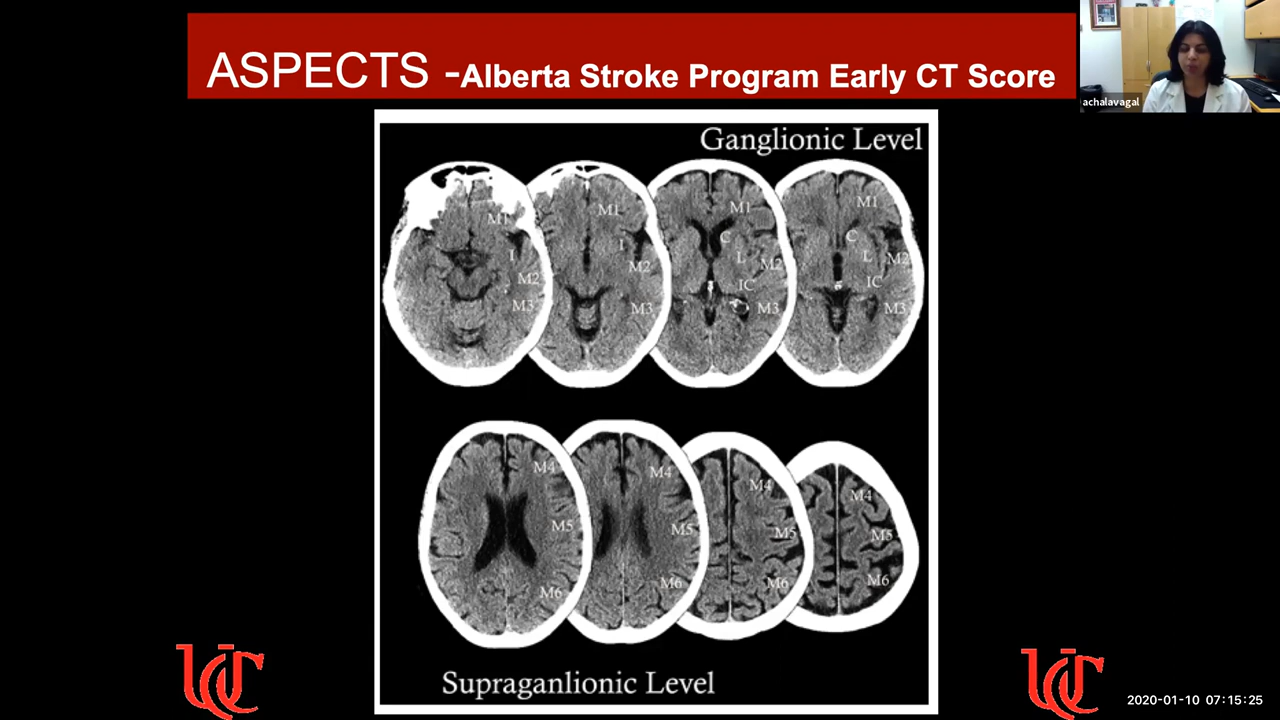 ASPECTS -Alberta Stroke Program Early CT Score
achalavagal
Ganglionic Level
M1
I
M2
M3
M1
I
M2
M3
M1
C
L
M2
IC
M3
M1
C
L
M2
IC
M3
M4
M5
M6
M4
M5
M6
M4
M5
M6
M4
M5
M6
Supraganlionic Level
UC
UC
2020-01-10 07:15:25